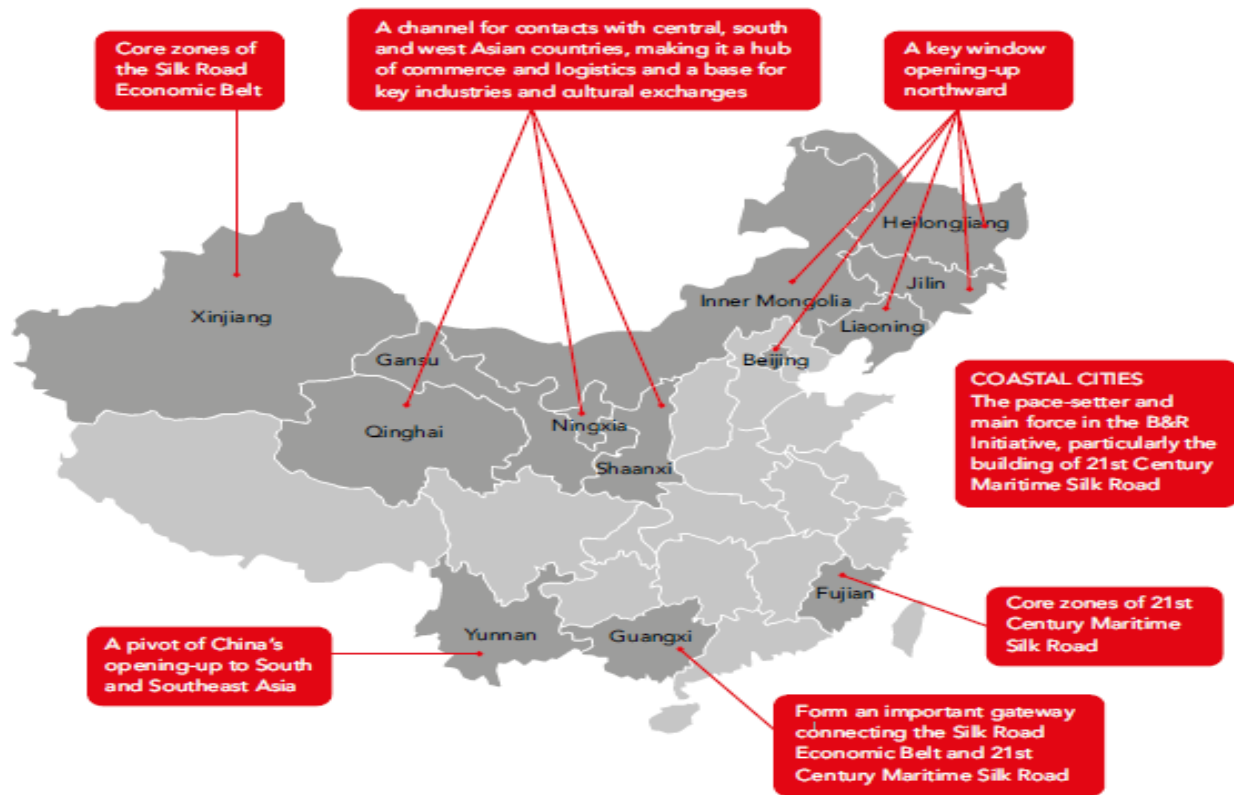 Core zones of
the Silk Road
Economic Belt
A channel for contacts with central, south
and west Asian countries, making it a hub
of commerce and logistics and a base for
key industries and cultural exchanges
A key window
opening-up
northward
Heilongjiang
Jilin
Inner Mongolia
Liaoning
Xinjiang
Gansu
Beijing
Qinghai
Ningxia
Shaanxi
COASTAL CITIES
The pace-setter and
main force in the B&R
Initiative, particularly the
building of 21st Century
Maritime Silk Road
Fujian
Yunnan
Guangxi
Core zones of 21st
Century Maritime
Silk Road
A pivot of China's
opening-up to South
and Southeast Asia
Form an important gateway
connecting the Silk Road
Economic Belt and 21st
Century Maritime Silk Road